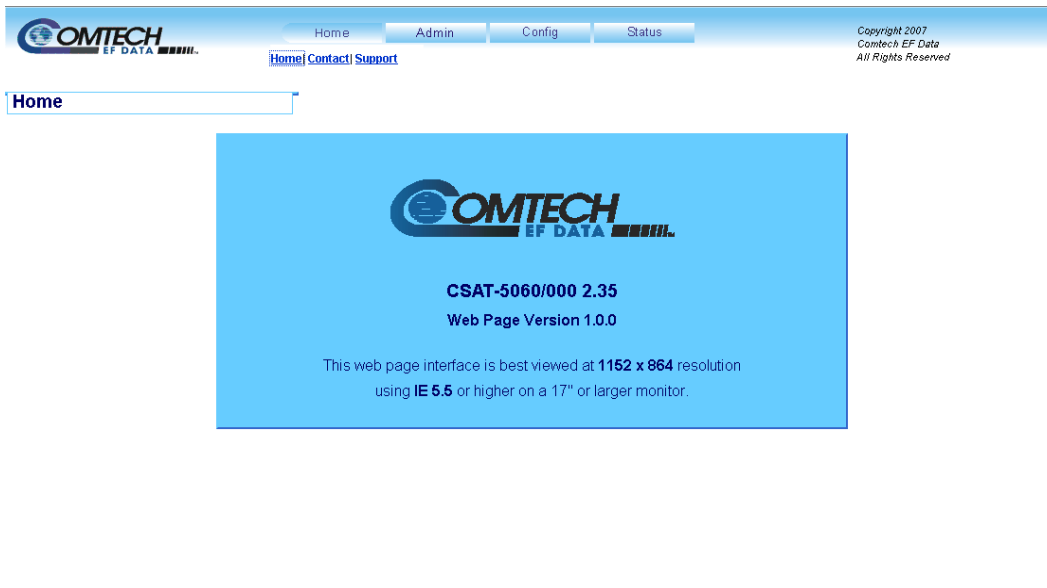 COMTECH
EF DATA
Home Admin Config Status
Home| Contact| Support
Copyright 2007
Comtech EF Data
All Rights Reserved
Home
COMTECH
EF DATA
CSAT-5060/000 2.35
Web Page Version 1.0.0
This web page interface is best viewed at 1152 x 864 resolution
using IE 5.5 or higher on a 17" or larger monitor.